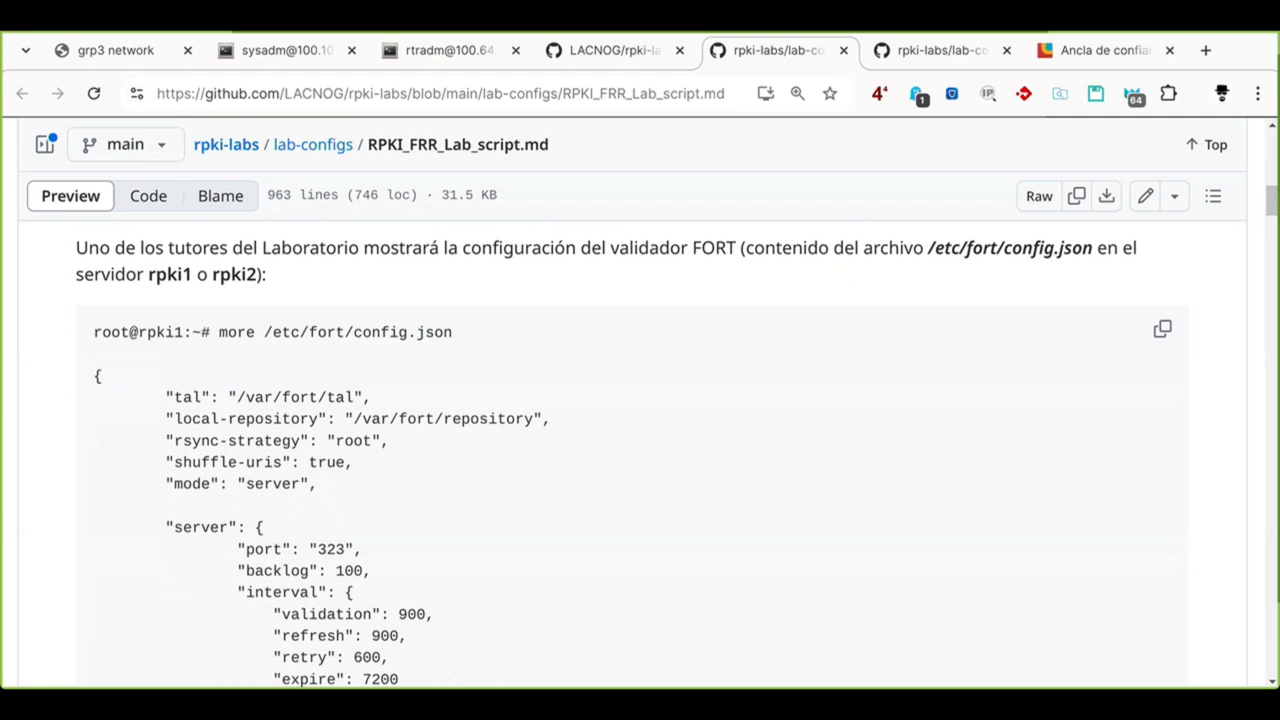 grp3 network
sysadm@100.10
rtradm@100.64
LACNOG/rpki-la
rpki-labs/lab-co
rpki-labs/lab-co
Ancla de confia
https://github.com/LACNOG/rpki-labs/blob/main/lab-configs/RPKI_FRR_Lab_script.md
4⁴
1
IP
64
main
rpki-labs / lab-configs / RPKI_FRR_Lab_script.md
Top
Preview
Code
Blame
963 lines (746 loc) · 31.5 KB
Raw
Uno de los tutores del Laboratorio mostrará la configuración del validador FORT (contenido del archivo /etc/fort/config.json en el
servidor rpki1 o rpki2):
root@rpki1:~# more /etc/fort/config.json
{
"tal": "/var/fort/tal",
"local-repository": "/var/fort/repository",
"rsync-strategy": "root",
"shuffle-uris": true,
"mode": "server",
"server": {
"port": "323",
"backlog": 100,
"interval": {
"validation": 900,
"refresh": 900,
"retry": 600,
"expire": 7200